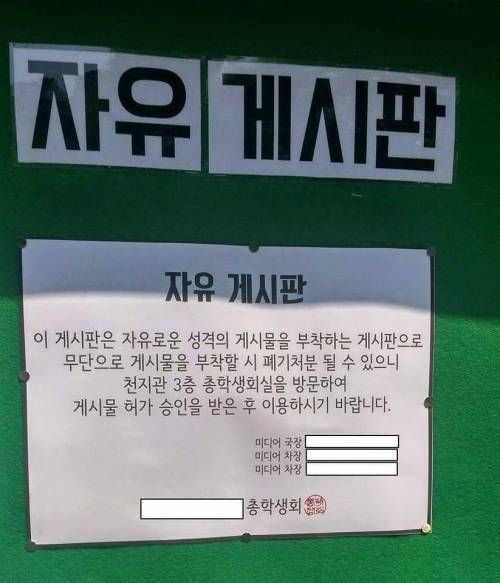 자유 게시판
자유 게시판
이 게시판은 자유로운 성격의 게시물을 부착하는 게시판으로
무단으로 게시물을 부착할 시 폐기처분 될 수 있으니
천지관 3층 총학생회실을 방문하여
게시물 허가 승인을 받은 후 이용하시기 바랍니다.
미디어 국장
미디어 차장
미디어 차장
총학생회